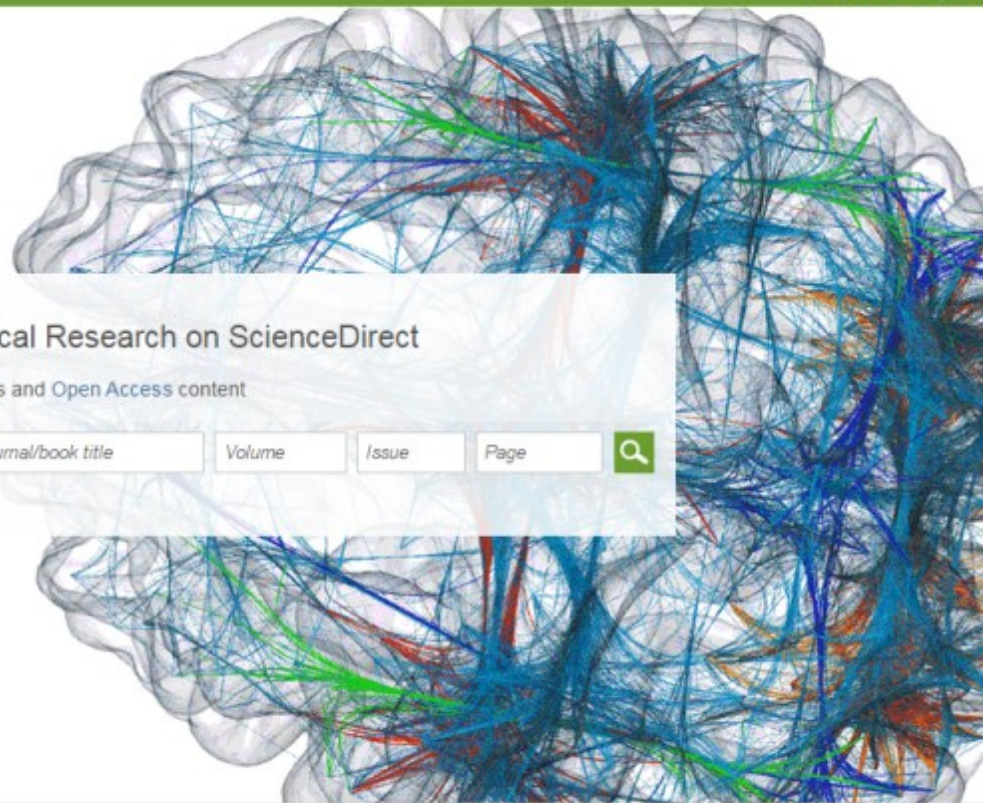 cal Research on ScienceDirect
s and Open Access content
urnal/book title Volume Issue Page